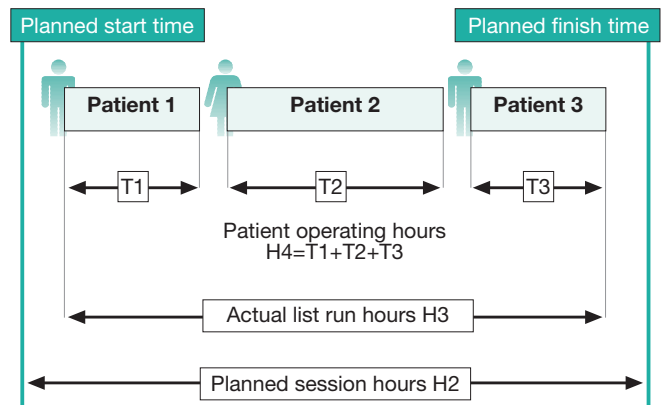 Planned start time
Planned finish time
Patient 1
Patient 2
Patient 3
T1
T2
T3
Patient operating hours
H4=T1+T2+T3
Actual list run hours H3
Planned session hours H2